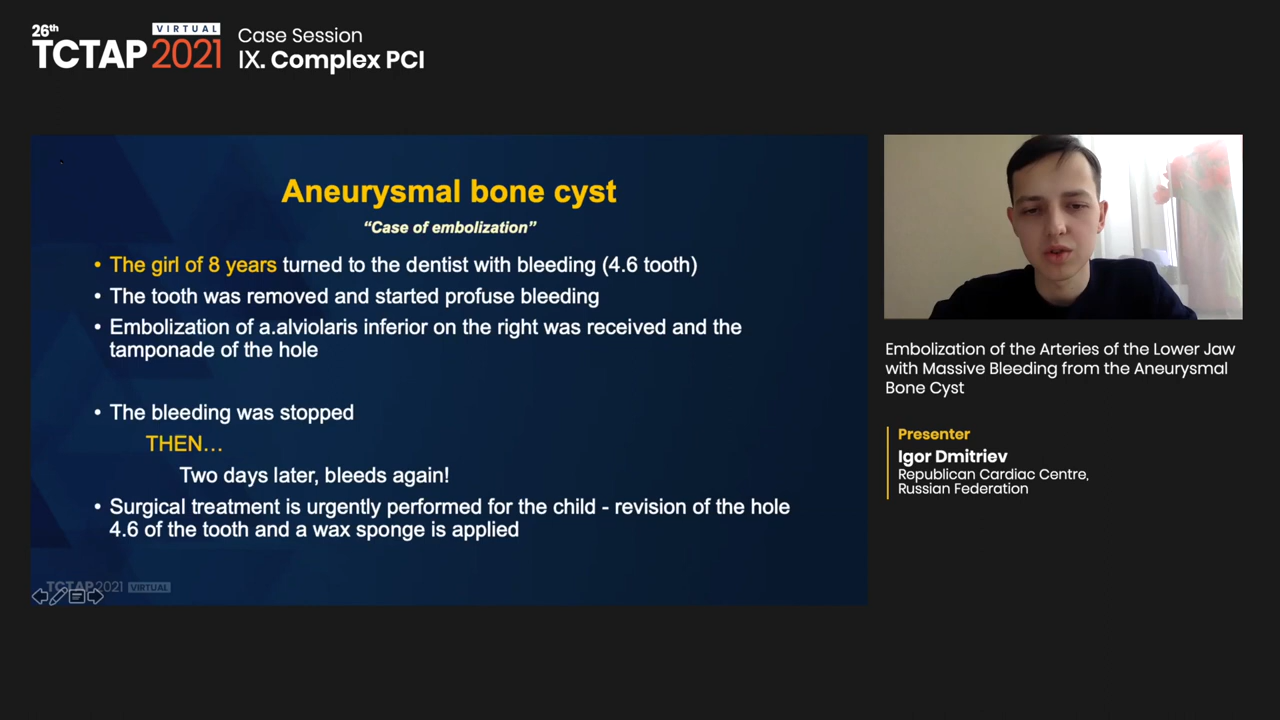 26th
VIRTUAL
TCTAP 2021
Case Session
IX. Complex PCI
Aneurysmal bone cyst
“Case of embolization”
• The girl of 8 years turned to the dentist with bleeding (4.6 tooth)
• The tooth was removed and started profuse bleeding
• Embolization of a.alviolaris inferior on the right was received and the
tamponade of the hole
• The bleeding was stopped
THEN…
Two days later, bleeds again!
• Surgical treatment is urgently performed for the child - revision of the hole
4.6 of the tooth and a wax sponge is applied
TCTAP2021 VIRTUAL
Embolization of the Arteries of the Lower Jaw
with Massive Bleeding from the Aneurysmal
Bone Cyst
Presenter
Igor Dmitriev
Republican Cardiac Centre,
Russian Federation